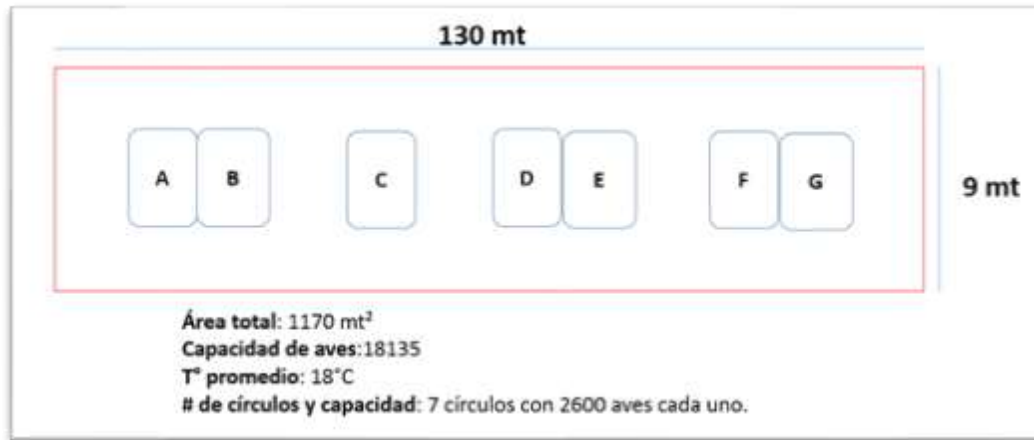 130 mt
A B C D E F G
9 mt
Área total: 1170 mt²
Capacidad de aves:18135
T° promedio: 18°C
# de círculos y capacidad: 7 círculos con 2600 aves cada uno.